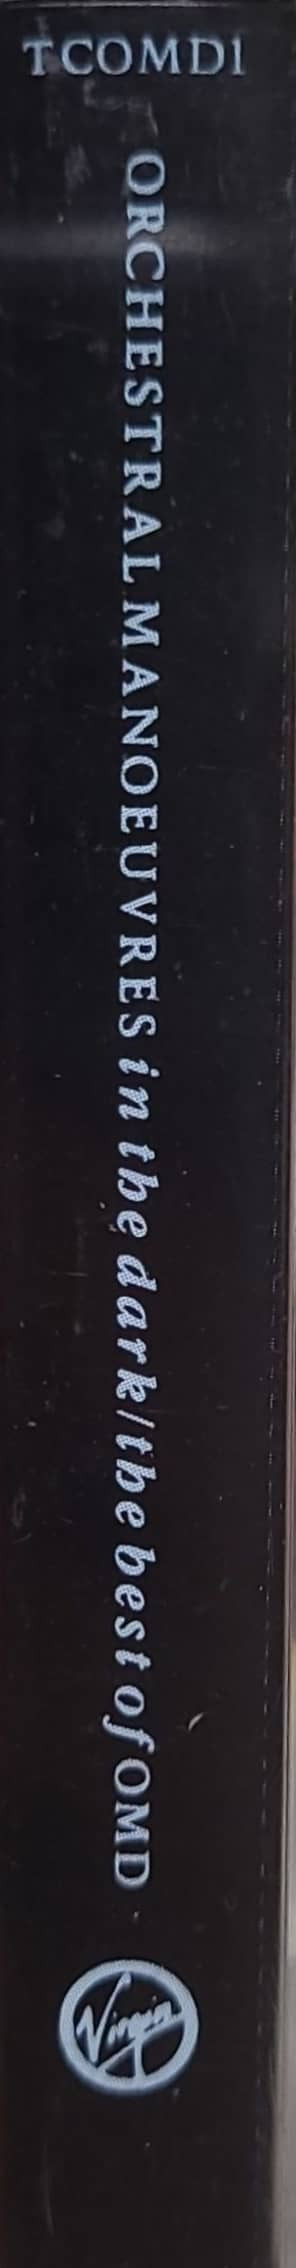 TCOMD1
ORCHESTRAL MANOEUVRES in the dark/the best of OMD
Virgin